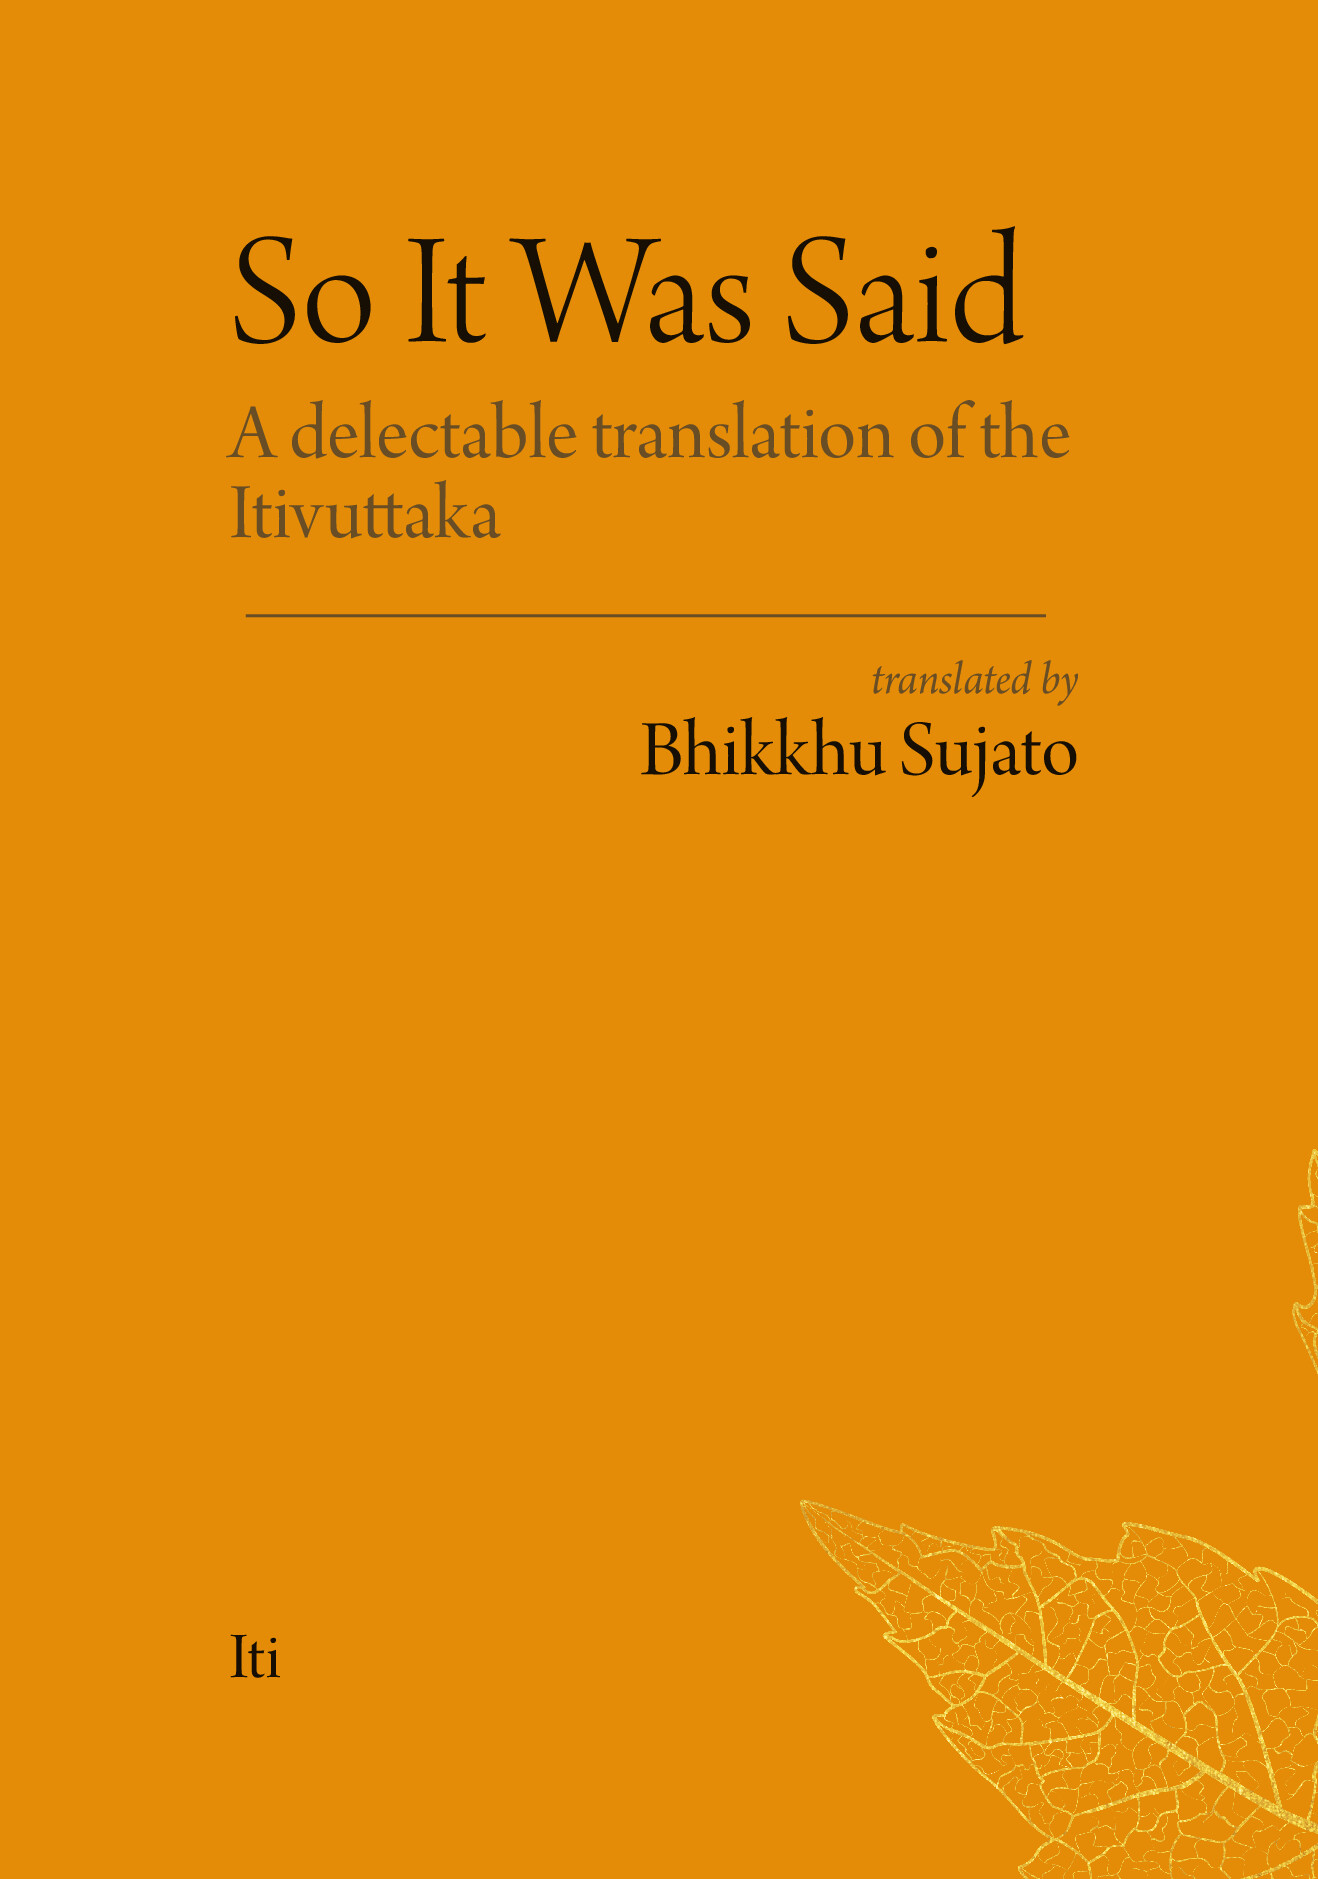 So It Was Said
A delectable translation of the
Itivuttaka
translated by
Bhikkhu Sujato
Iti